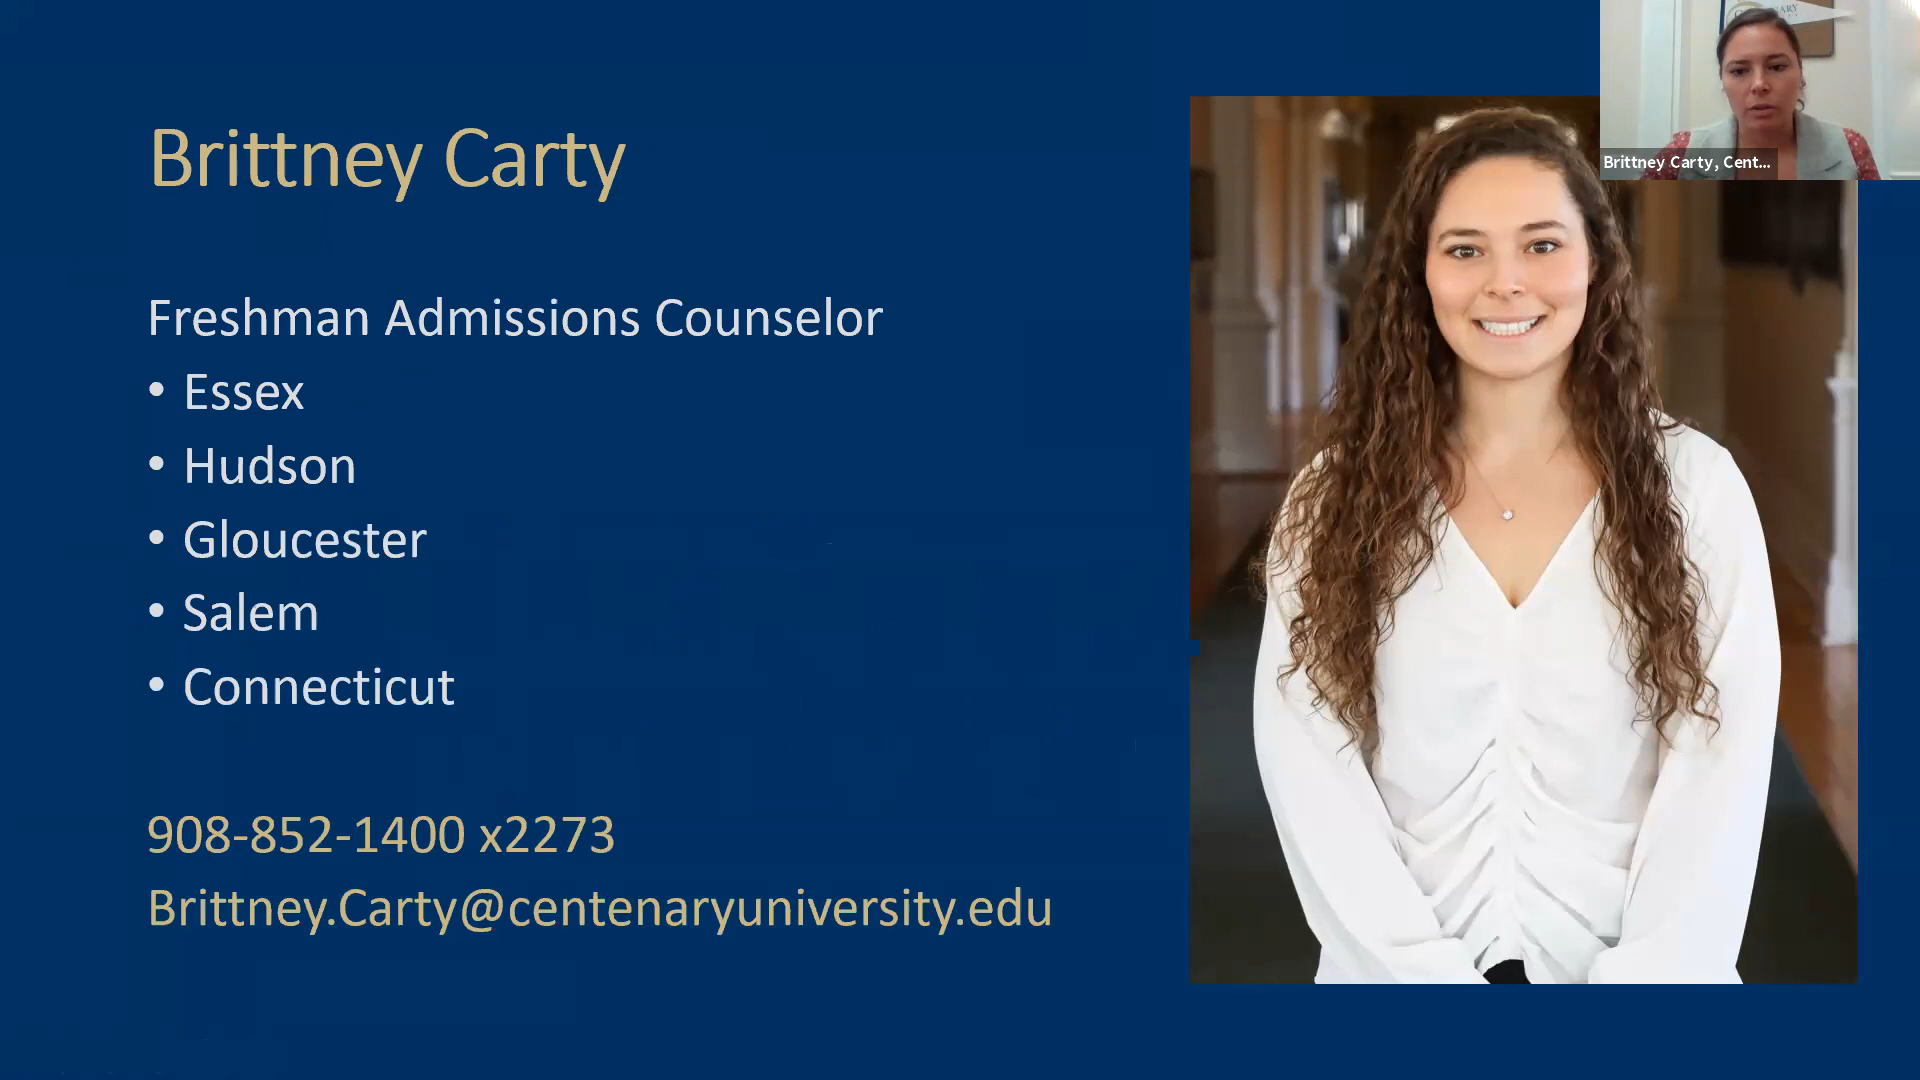 Brittney Carty
Freshman Admissions Counselor
• Essex
• Hudson
• Gloucester
• Salem
• Connecticut
908-852-1400 x2273
Brittney.Carty@centenaryuniversity.edu
Brittney Carty, Cent...